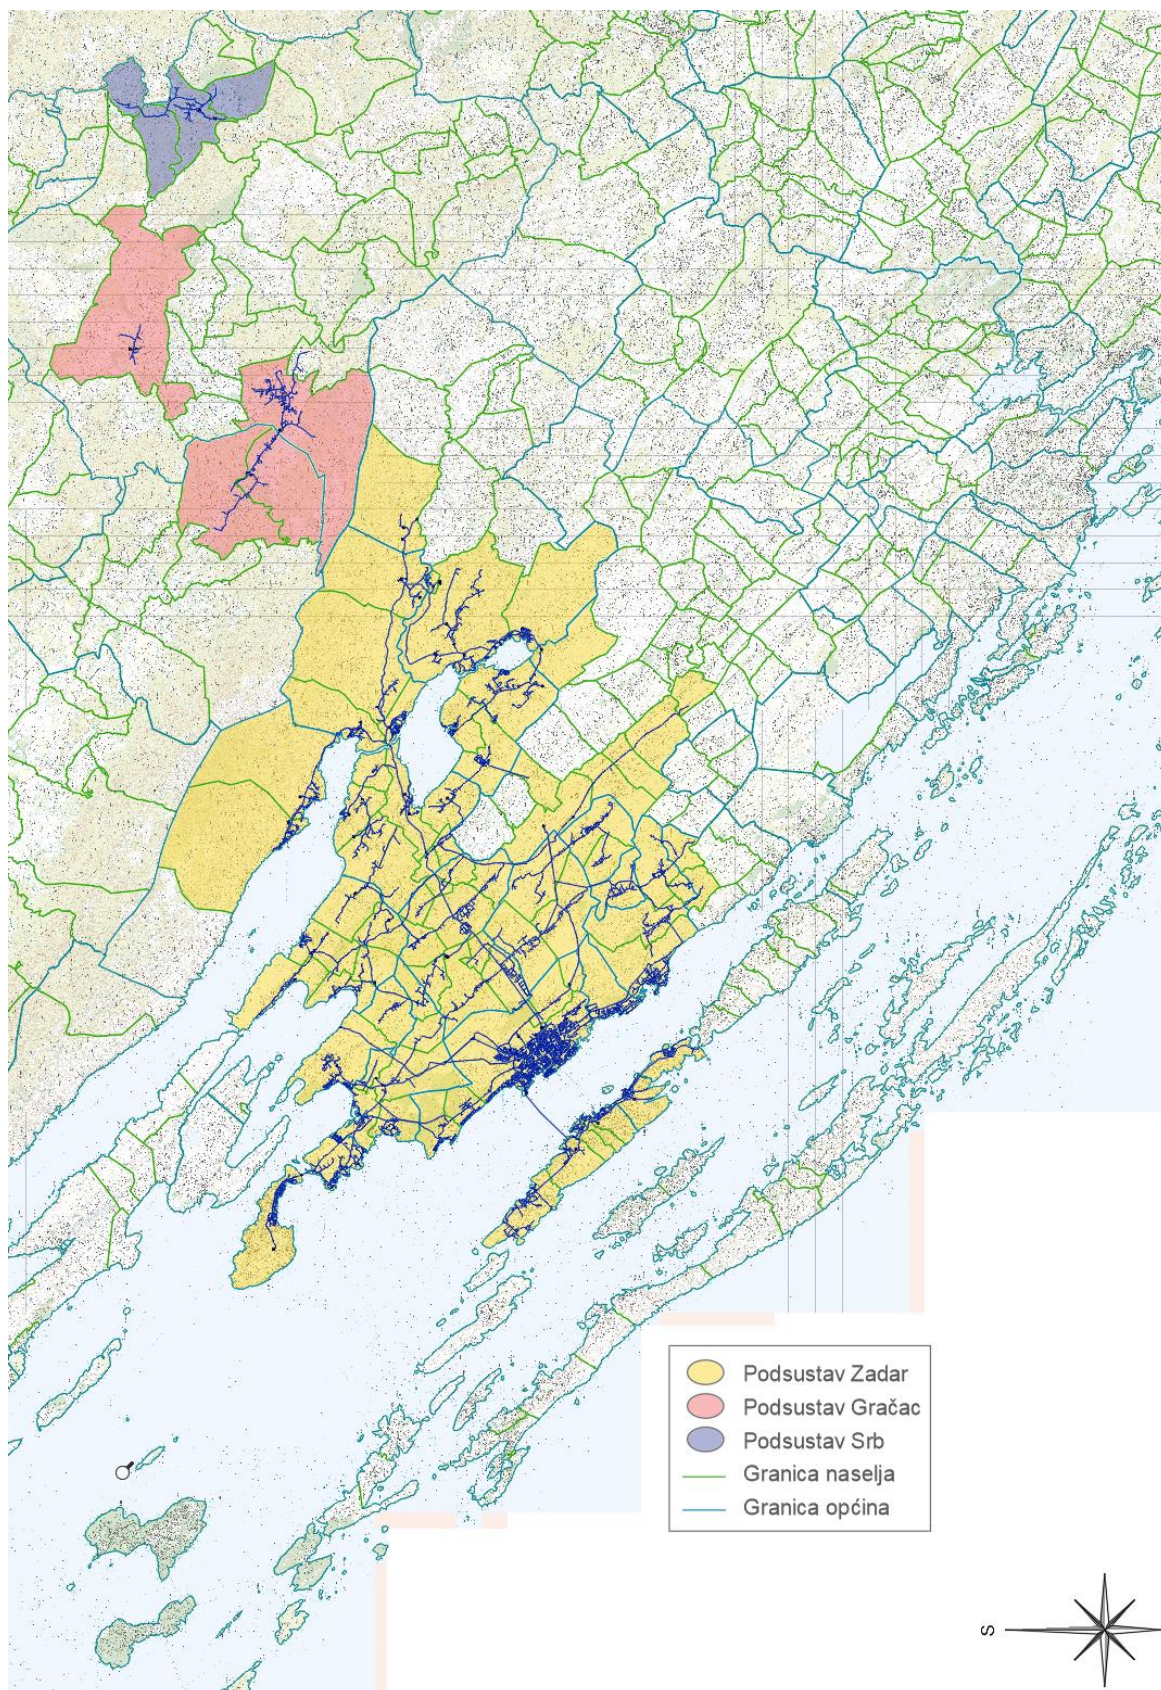 Podsustav Zadar
Podsustav Gračac
Podsustav Srb
Granica naselja
Granica općina
S